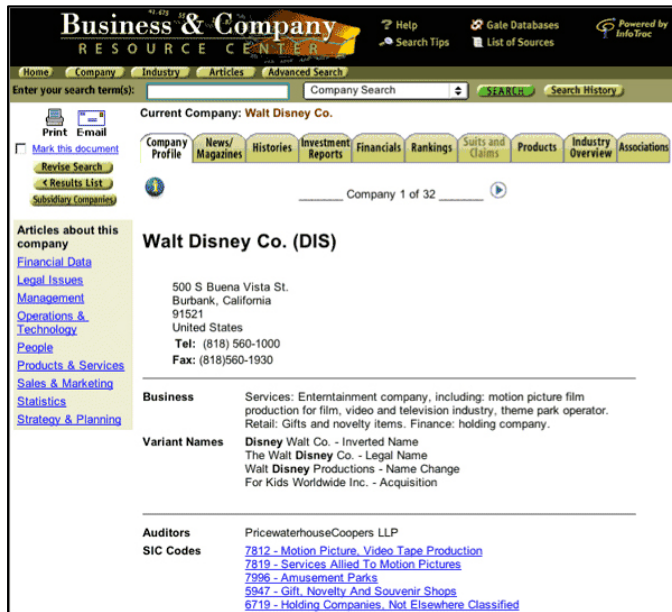 Business & Company
RESOURCE CENTER
? Help
Search Tips
Gale Databases
List of Sources
Powered by
InfoTrac
Home Company Industry Articles Advanced Search
Enter your search term(s):
Company Search
SEARCH
Search History
Print E-mail
Mark this document
Revise Search
< Results List
Subsidiary Companies
Current Company: Walt Disney Co.
Company Profile
News/ Magazines
Histories
Investment Reports
Financials
Rankings
Suits and Claims
Products
Industry Overview
Associations
Company 1 of 32
Articles about this
company
Financial Data
Legal Issues
Management
Operations &
Technology
People
Products & Services
Sales & Marketing
Statistics
Strategy & Planning
Walt Disney Co. (DIS)
500 S Buena Vista St.
Burbank, California
91521
United States
Tel: (818) 560-1000
Fax: (818)560-1930
Business Services: Enterntainment company, including: motion picture film
production for film, video and television industry, theme park operator.
Retail: Gifts and novelty items. Finance: holding company.
Variant Names Disney Walt Co. - Inverted Name
The Walt Disney Co. - Legal Name
Walt Disney Productions - Name Change
For Kids Worldwide Inc. - Acquisition
Auditors PricewaterhouseCoopers LLP
SIC Codes 7812 - Motion Picture, Video Tape Production
7819 - Services Allied To Motion Pictures
7996 - Amusement Parks
5947 - Gift, Novelty And Souvenir Shops
6719 - Holding Companies, Not Elsewhere Classified